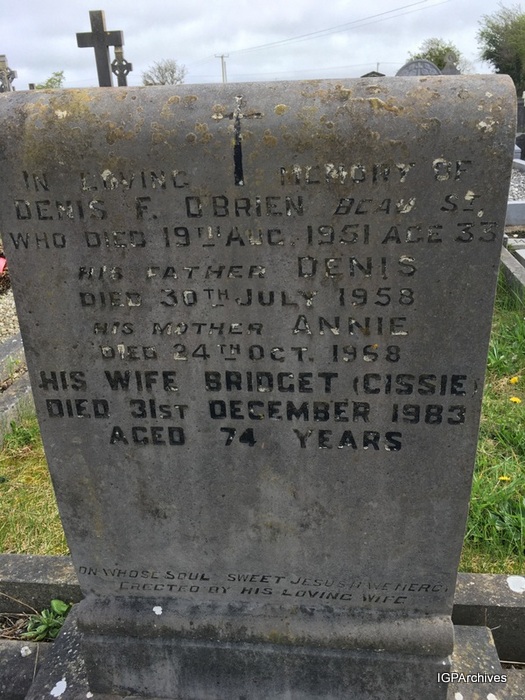 IN LOVING MEMORY OF
DENIS F. O'BRIEN BEAU ST.
WHO DIED 19TH AUG. 1951 AGE 33
HIS FATHER DENIS
DIED 30TH JULY 1958
HIS MOTHER ANNIE
DIED 24TH OCT. 1968
HIS WIFE BRIDGET (CISSIE)
DIED 31ST DECEMBER 1983
AGED 74 YEARS
ON WHOSE SOUL SWEET JESUS HAVE MERCY
ERECTED BY HIS LOVING WIFE
IGPArchives